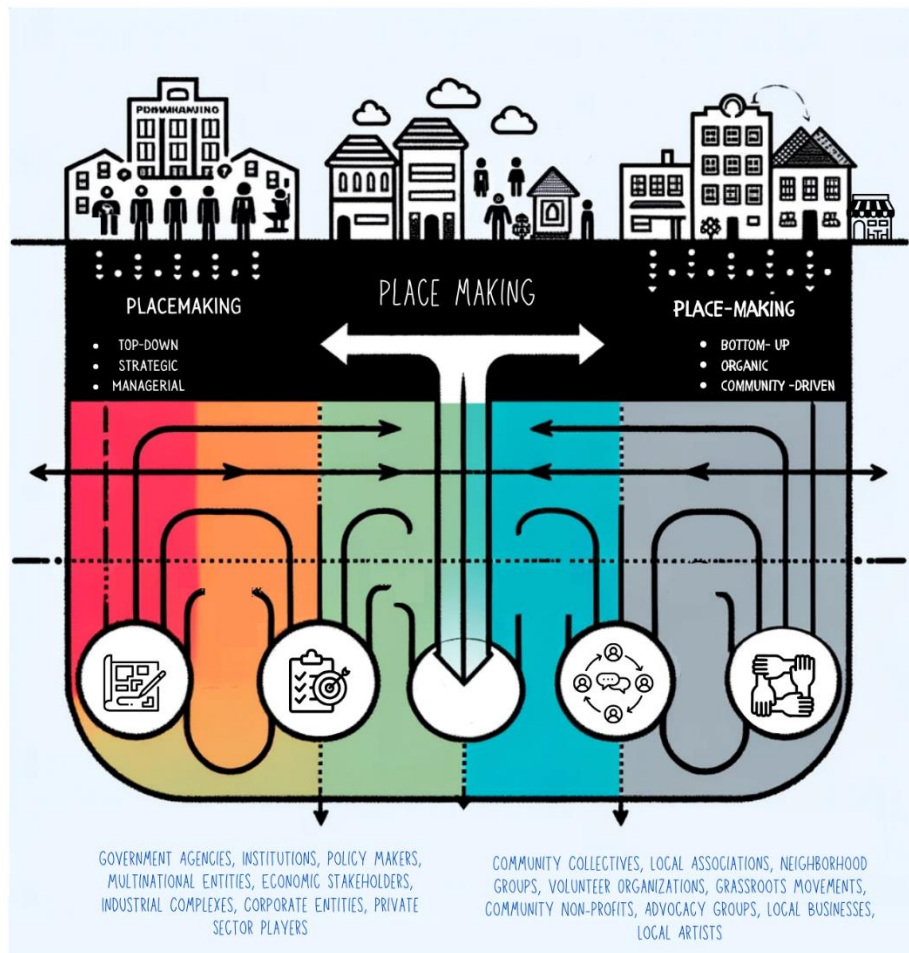 PLACEMAKING
• TOP-DOWN
• STRATEGIC
• MANAGERIAL
PLACE MAKING
PLACE-MAKING
• BOTTOM- UP
• ORGANIC
• COMMUNITY -DRIVEN
GOVERNMENT AGENCIES, INSTITUTIONS, POLICY MAKERS,
MULTINATIONAL ENTITIES, ECONOMIC STAKEHOLDERS,
INDUSTRIAL COMPLEXES, CORPORATE ENTITIES, PRIVATE
SECTOR PLAYERS
COMMUNITY COLLECTIVES, LOCAL ASSOCIATIONS, NEIGHBORHOOD
GROUPS, VOLUNTEER ORGANIZATIONS, GRASSROOTS MOVEMENTS,
COMMUNITY NON-PROFITS, ADVOCACY GROUPS, LOCAL BUSINESSES,
LOCAL ARTISTS